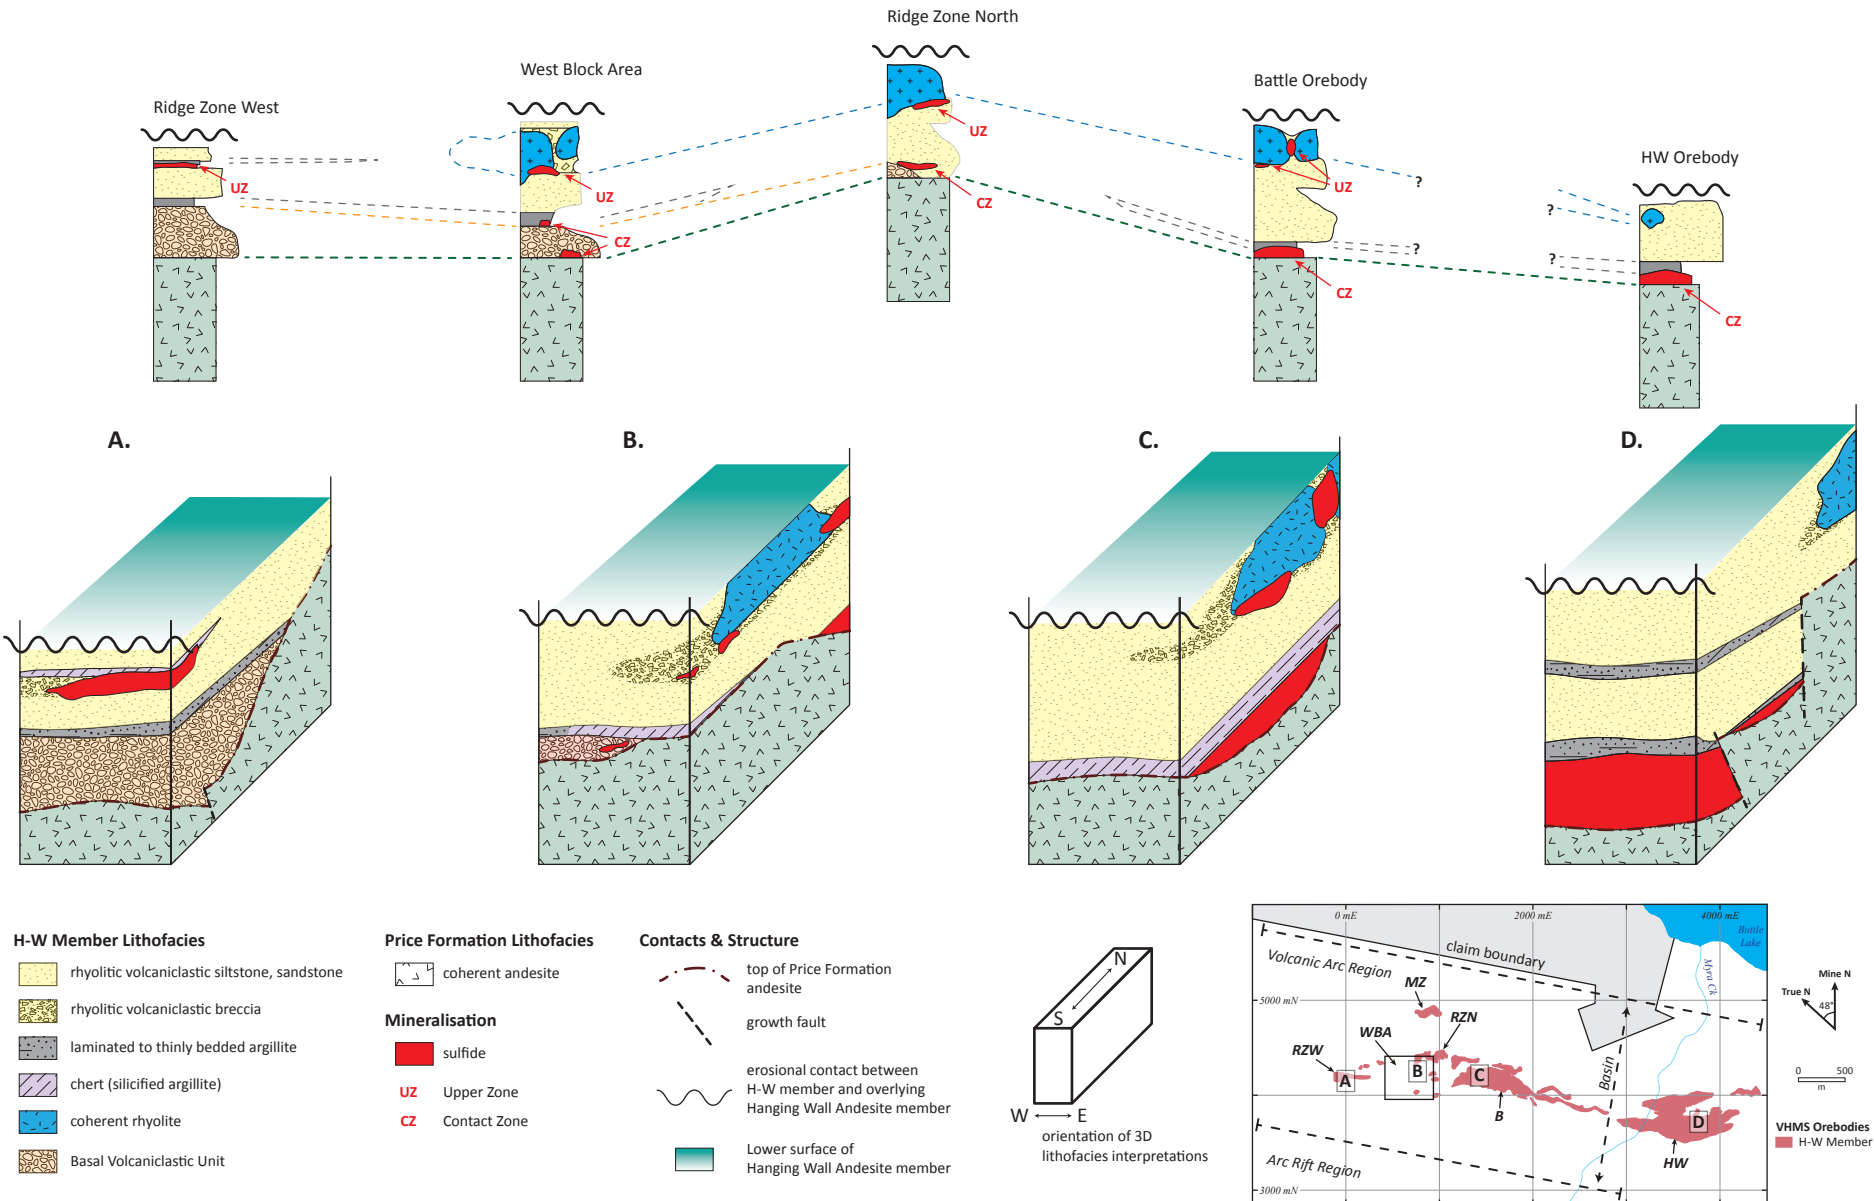 Ridge Zone North
West Block Area
Battle Orebody
Ridge Zone West
HW Orebody
UZ
UZ
UZ
UZ
CZ
CZ
CZ
CZ
?
?
?
?
A.
B.
C.
D.
H-W Member Lithofacies
rhyolitic volcaniclastic siltstone, sandstone
rhyolitic volcaniclastic breccia
laminated to thinly bedded argillite
chert (silicified argillite)
coherent rhyolite
Basal Volcaniclastic Unit
Price Formation Lithofacies
coherent andesite
Mineralisation
sulfide
UZ Upper Zone
CZ Contact Zone
Contacts & Structure
top of Price Formation
andesite
growth fault
erosional contact between
H-W member and overlying
Hanging Wall Andesite member
Lower surface of
Hanging Wall Andesite member
N
S
W E
orientation of 3D
lithofacies interpretations
0 mE 2000 mE 4000 mE
Buttle
Lake
claim boundary
Volcanic Arc Region
Myra Ck
MZ
5000 mN
RZN
WBA
RZW
A
B
C
B
Basin
D
HW
Arc Rift Region
3000 mN
Mine N
True N
48°
0 500
m
VHMS Orebodies
H-W Member